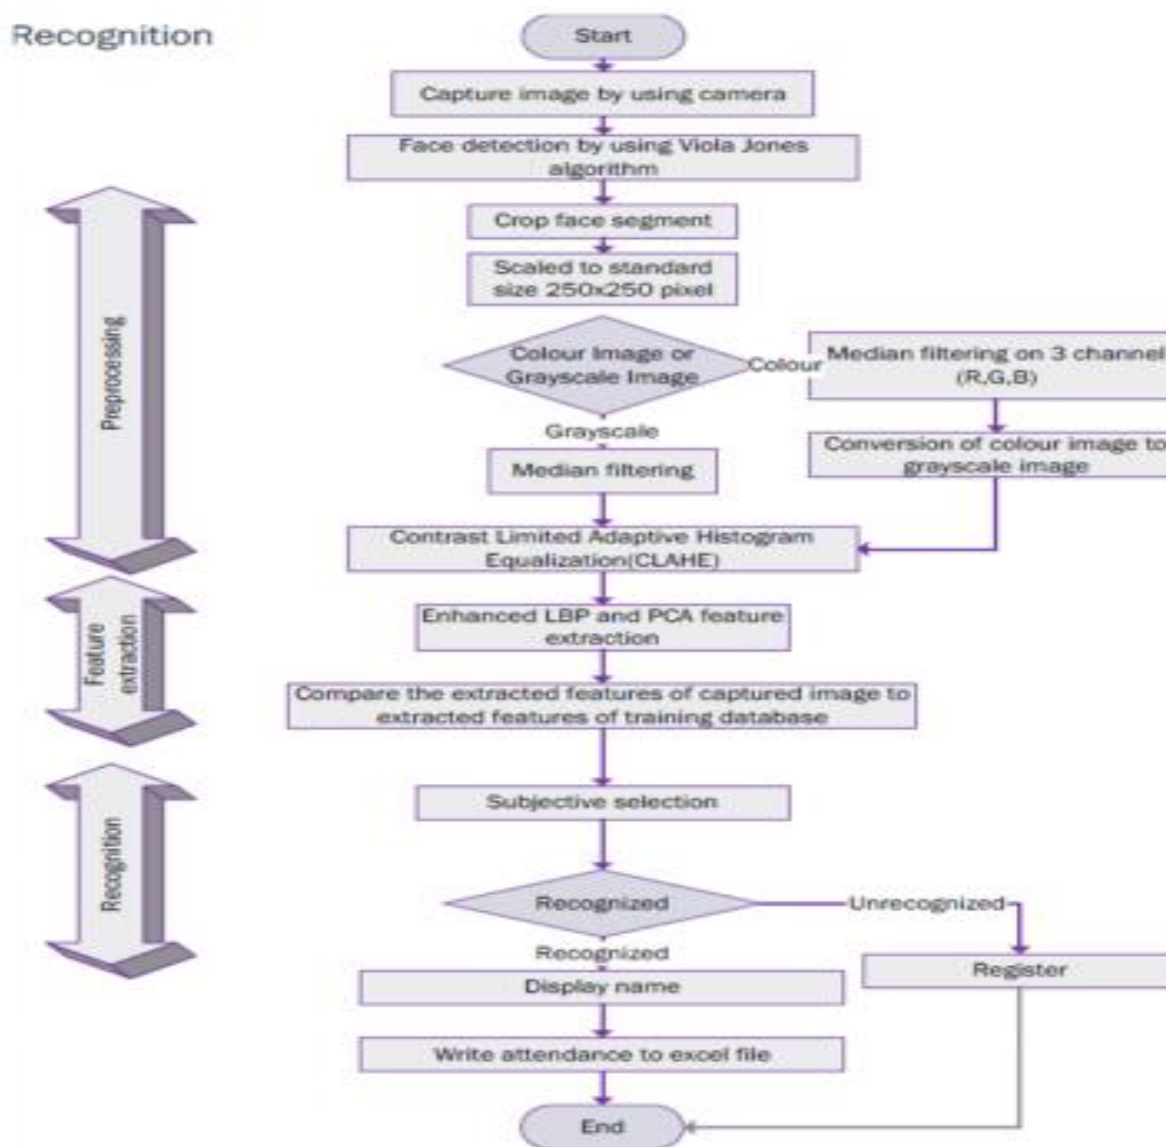 Recognition
Start
Capture image by using camera
Face detection by using Viola Jones
algorithm
Crop face segment
Scaled to standard
size 250x250 pixel
Preprocessing
Colour Image or
Grayscale Image
Colour
Median filtering on 3 channel
(R,G,B)
Grayscale
Median filtering
Conversion of colour image to
grayscale image
Contrast Limited Adaptive Histogram
Equalization(CLAHE)
Feature
extraction
Enhanced LBP and PCA feature
extraction
Compare the extracted features of captured image to
extracted features of training database
Recognition
Subjective selection
Recognized
Unrecognized
Recognized
Register
Display name
Write attendance to excel file
End